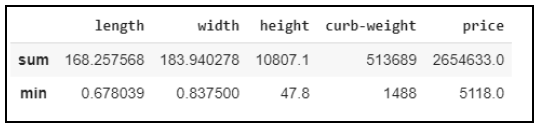 length width height curb-weight price
sum 168.257568 183.940278 10807.1 513689 2654633.0
min 0.678039 0.837500 47.8 1488 5118.0